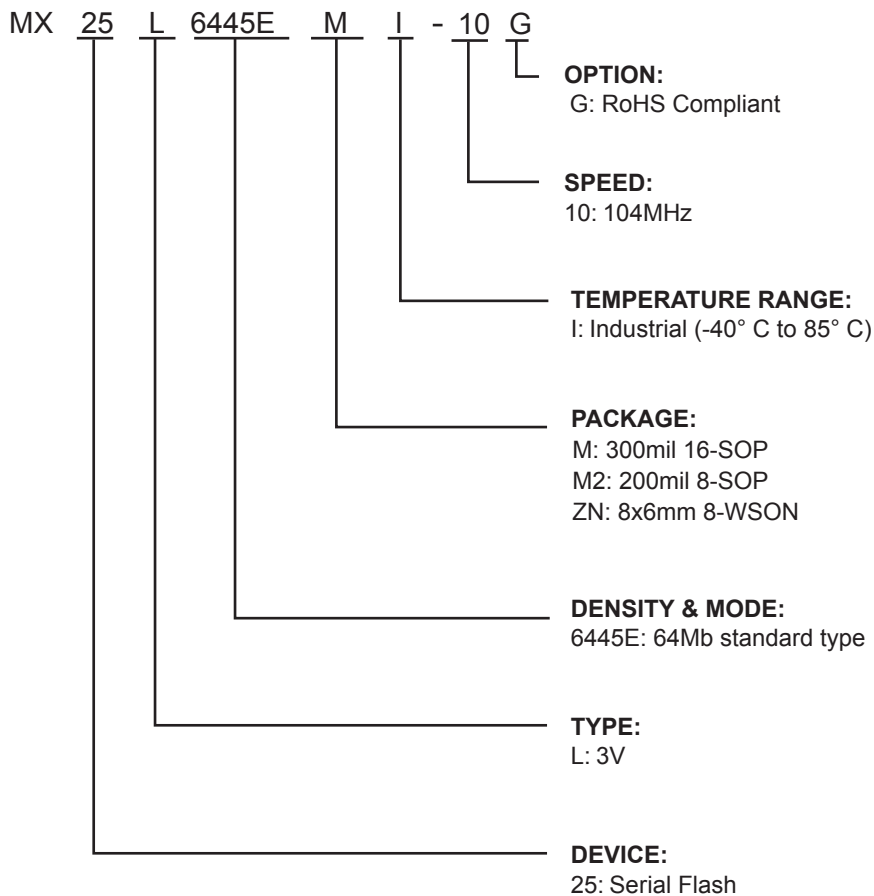 MX 25 L 6445E M I - 10 G
OPTION:
G: RoHS Compliant
SPEED:
10: 104MHz
TEMPERATURE RANGE:
I: Industrial (-40° C to 85° C)
PACKAGE:
M: 300mil 16-SOP
M2: 200mil 8-SOP
ZN: 8x6mm 8-WSON
DENSITY & MODE:
6445E: 64Mb standard type
TYPE:
L: 3V
DEVICE:
25: Serial Flash